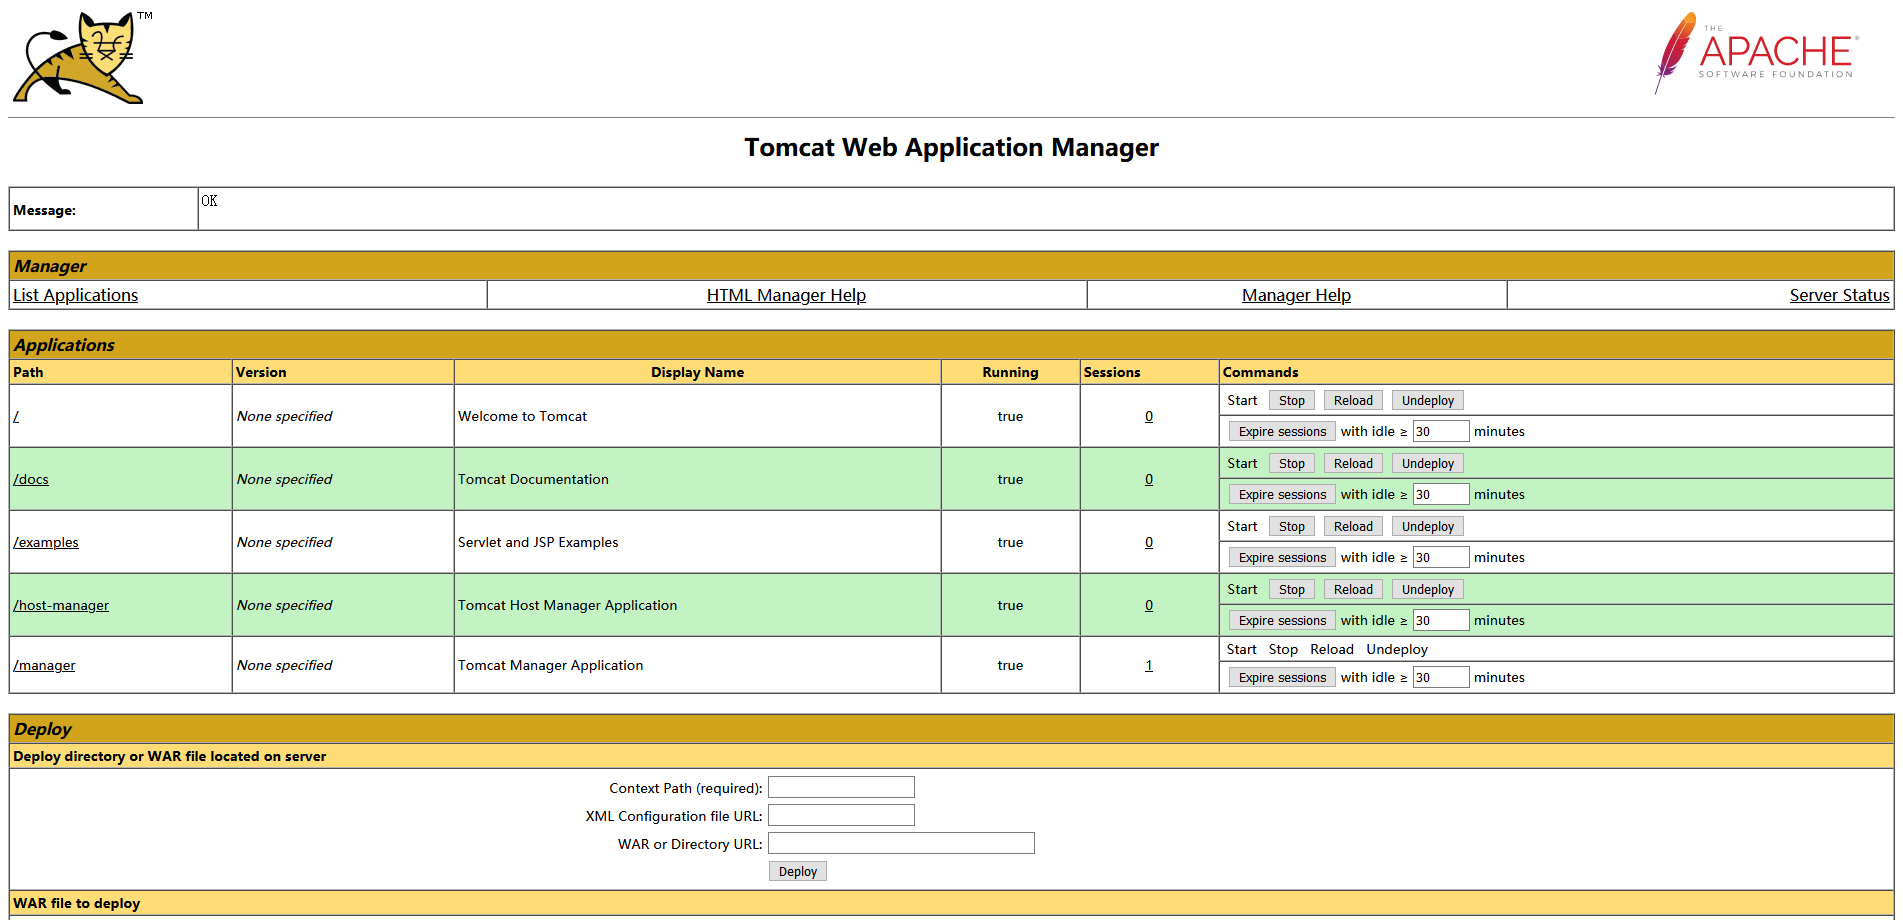 TM
THE
APACHE®
SOFTWARE FOUNDATION
Tomcat Web Application Manager
Message: OK
Manager
List Applications HTML Manager Help Manager Help Server Status
Applications
Path Version Display Name Running Sessions Commands
/ None specified Welcome to Tomcat true 0 Start Stop Reload Undeploy
Expire sessions with idle ≥ 30 minutes
/docs None specified Tomcat Documentation true 0 Start Stop Reload Undeploy
Expire sessions with idle ≥ 30 minutes
/examples None specified Servlet and JSP Examples true 0 Start Stop Reload Undeploy
Expire sessions with idle ≥ 30 minutes
/host-manager None specified Tomcat Host Manager Application true 0 Start Stop Reload Undeploy
Expire sessions with idle ≥ 30 minutes
/manager None specified Tomcat Manager Application true 1 Start Stop Reload Undeploy
Expire sessions with idle ≥ 30 minutes
Deploy
Deploy directory or WAR file located on server
Context Path (required):
XML Configuration file URL:
WAR or Directory URL:
Deploy
WAR file to deploy